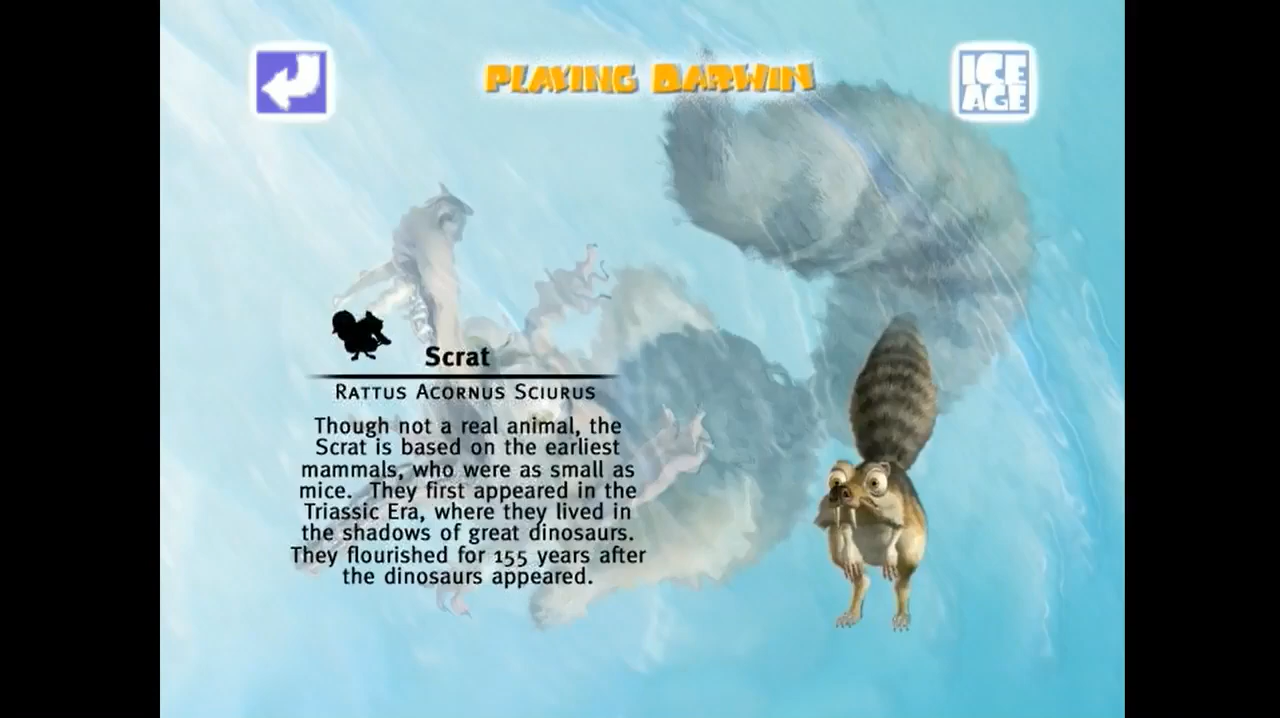 PLAYING DARWIN
ICE
AGE
Scrat
Rattus Acornus Sciurus
Though not a real animal, the
Scrat is based on the earliest
mammals, who were as small as
mice.  They first appeared in the
Triassic Era, where they lived in
the shadows of great dinosaurs.
They flourished for 155 years after
the dinosaurs appeared.